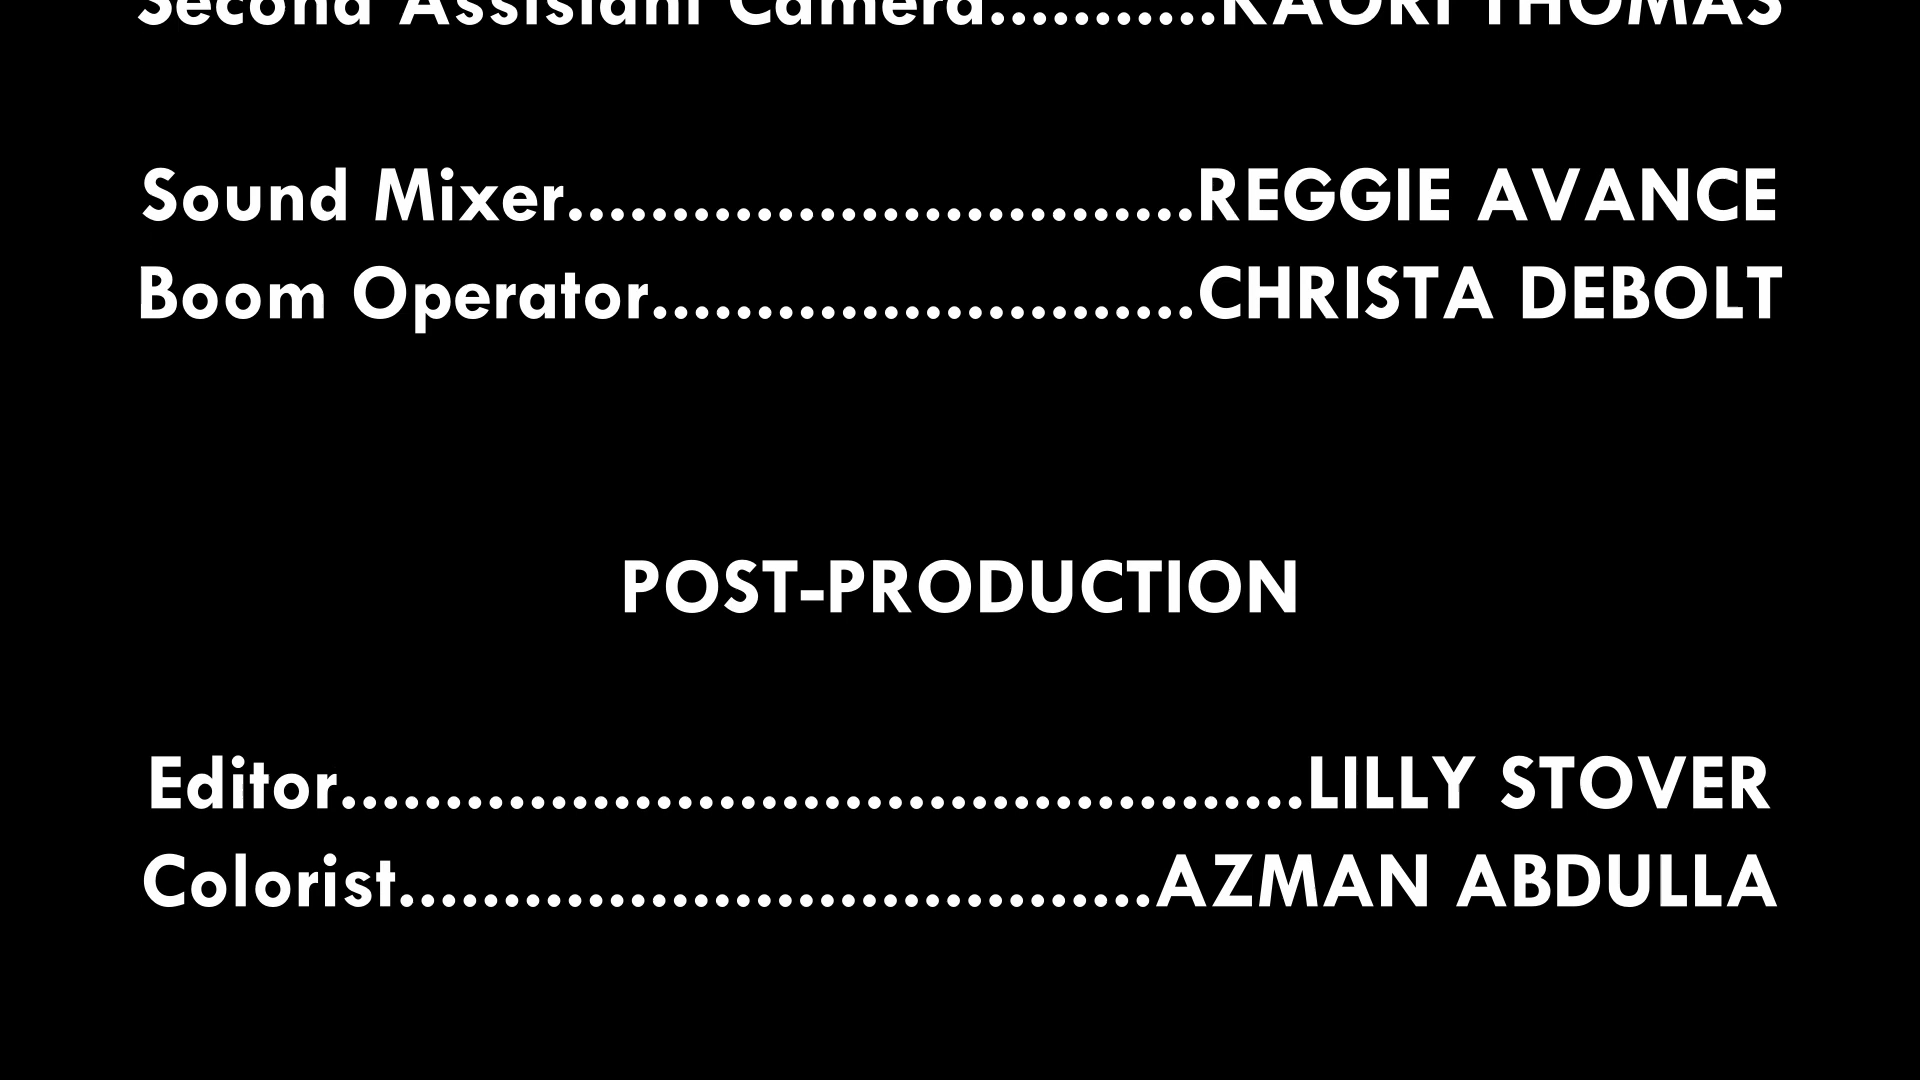 Second Assistant Camera...........KAORI THOMAS
Sound Mixer..............................REGGIE AVANCE
Boom Operator..........................CHRISTA DEBOLT
POST-PRODUCTION
Editor..............................................LILLY STOVER
Colorist....................................AZMAN ABDULLA